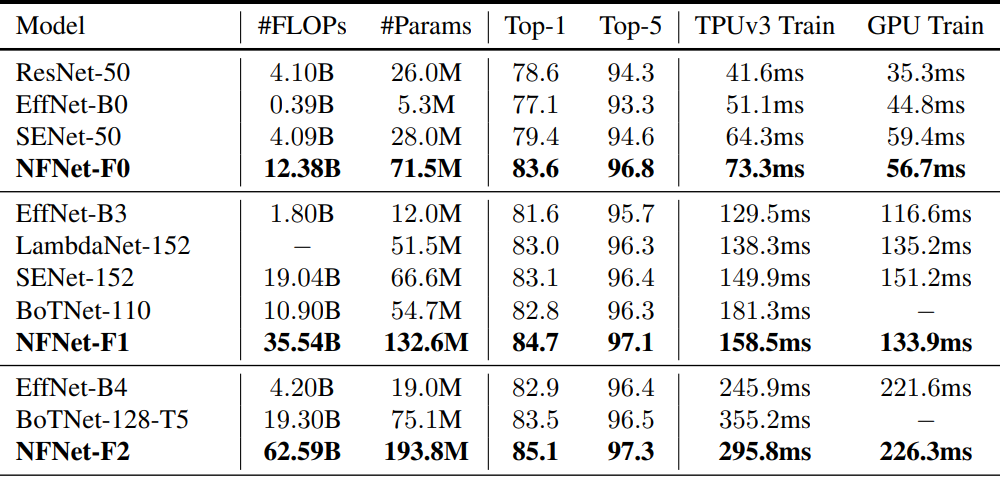 Model #FLOPs #Params Top-1 Top-5 TPUv3 Train GPU Train
ResNet-50 4.10B 26.0M 78.6 94.3 41.6ms 35.3ms
EffNet-B0 0.39B 5.3M 77.1 93.3 51.1ms 44.8ms
SENet-50 4.09B 28.0M 79.4 94.6 64.3ms 59.4ms
NFNet-F0 12.38B 71.5M 83.6 96.8 73.3ms 56.7ms
EffNet-B3 1.80B 12.0M 81.6 95.7 129.5ms 116.6ms
LambdaNet-152 − 51.5M 83.0 96.3 138.3ms 135.2ms
SENet-152 19.04B 66.6M 83.1 96.4 149.9ms 151.2ms
BoTNet-110 10.90B 54.7M 82.8 96.3 181.3ms −
NFNet-F1 35.54B 132.6M 84.7 97.1 158.5ms 133.9ms
EffNet-B4 4.20B 19.0M 82.9 96.4 245.9ms 221.6ms
BoTNet-128-T5 19.30B 75.1M 83.5 96.5 355.2ms −
NFNet-F2 62.59B 193.8M 85.1 97.3 295.8ms 226.3ms